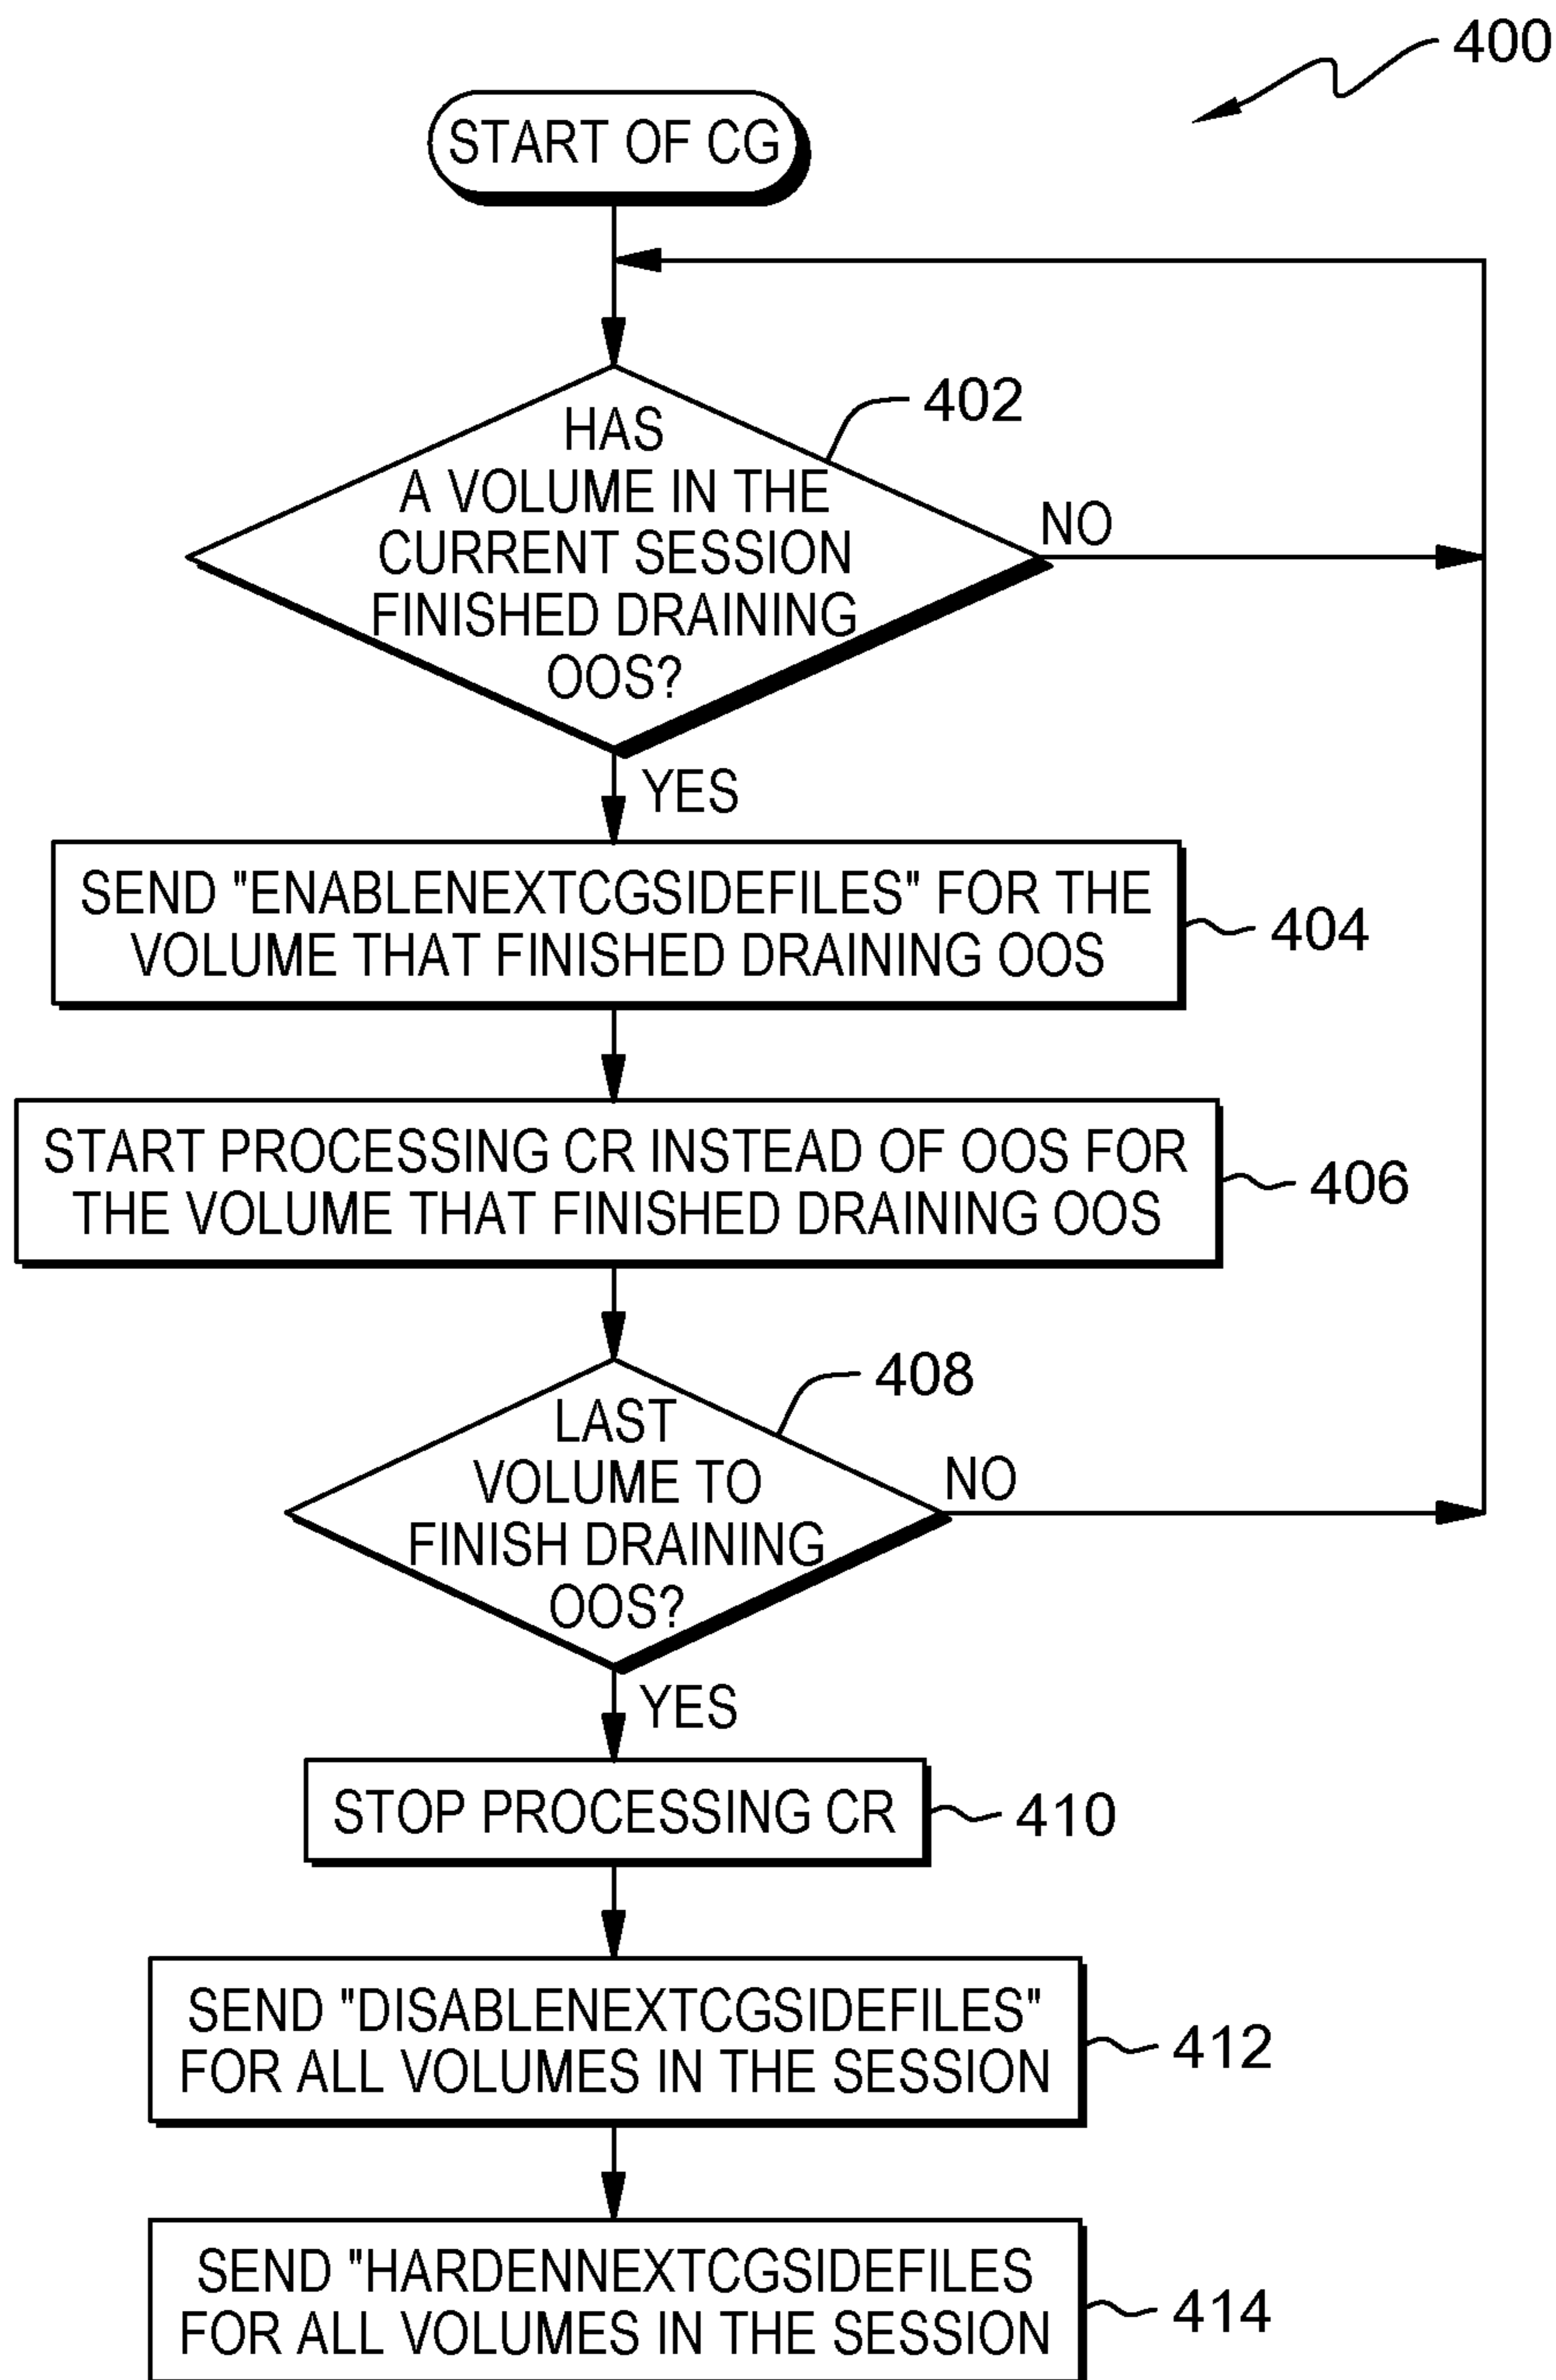 400
START OF CG
402
HAS
A VOLUME IN THE
CURRENT SESSION
FINISHED DRAINING
OOS?
NO
YES
SEND "ENABLENEXTCGSIDEFILES" FOR THE
VOLUME THAT FINISHED DRAINING OOS
404
START PROCESSING CR INSTEAD OF OOS FOR
THE VOLUME THAT FINISHED DRAINING OOS
406
408
LAST
VOLUME TO
FINISH DRAINING
OOS?
NO
YES
STOP PROCESSING CR
410
SEND "DISABLENEXTCGSIDEFILES"
FOR ALL VOLUMES IN THE SESSION
412
SEND "HARDENNEXTCGSIDEFILES
FOR ALL VOLUMES IN THE SESSION
414